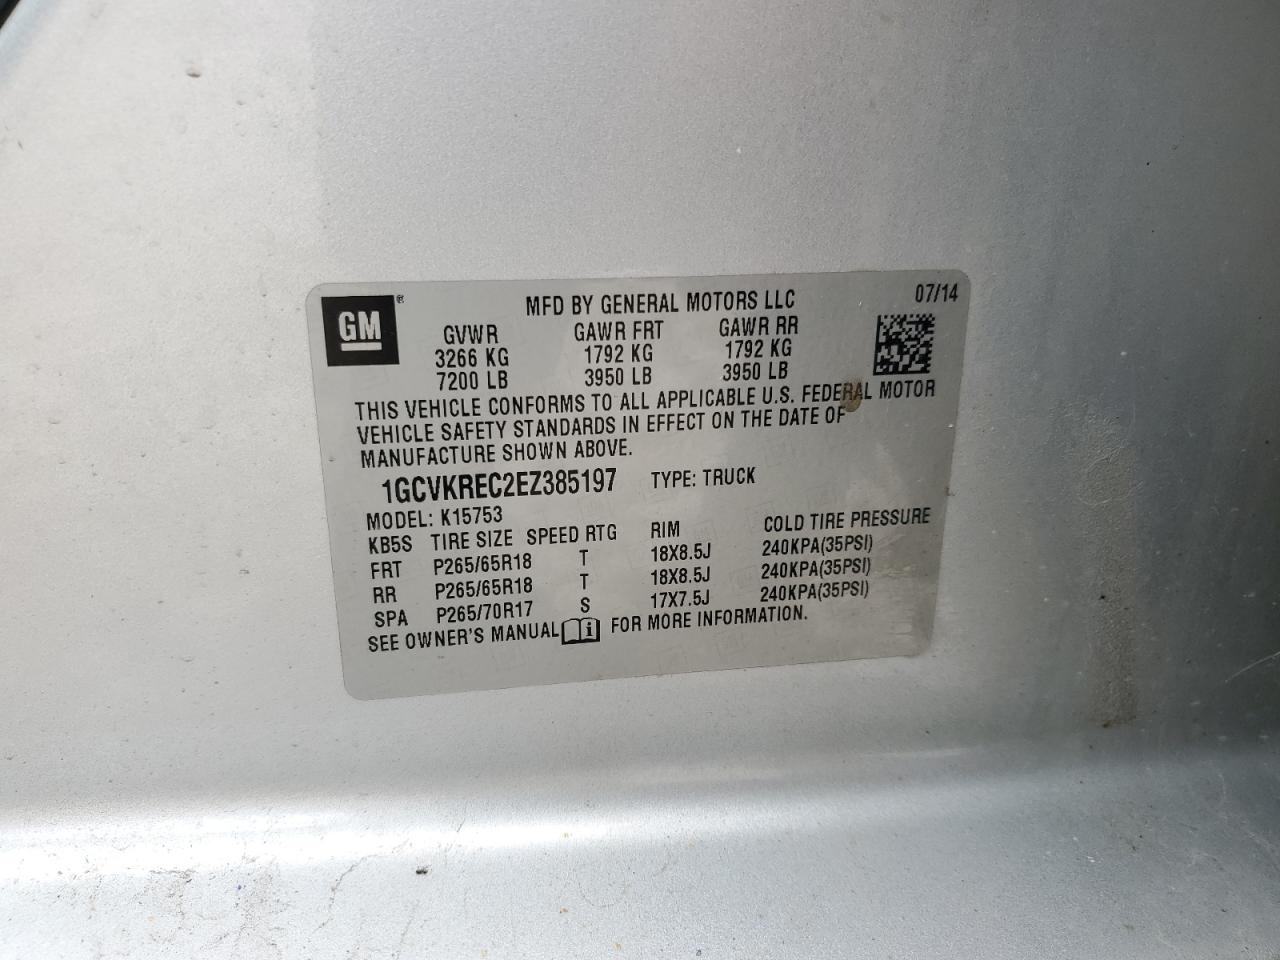 GM®
MFD BY GENERAL MOTORS LLC 07/14
GVWR GAWR FRT GAWR RR
3266 KG 1792 KG 1792 KG
7200 LB 3950 LB 3950 LB
THIS VEHICLE CONFORMS TO ALL APPLICABLE U.S. FEDERAL MOTOR
VEHICLE SAFETY STANDARDS IN EFFECT ON THE DATE OF
MANUFACTURE SHOWN ABOVE.
1GCVKREC2EZ385197 TYPE: TRUCK
MODEL: K15753
KB5S TIRE SIZE SPEED RTG RIM COLD TIRE PRESSURE
FRT P265/65R18 T 18X8.5J 240KPA(35PSI)
RR P265/65R18 T 18X8.5J 240KPA(35PSI)
SPA P265/70R17 S 17X7.5J 240KPA(35PSI)
SEE OWNER'S MANUAL i FOR MORE INFORMATION.